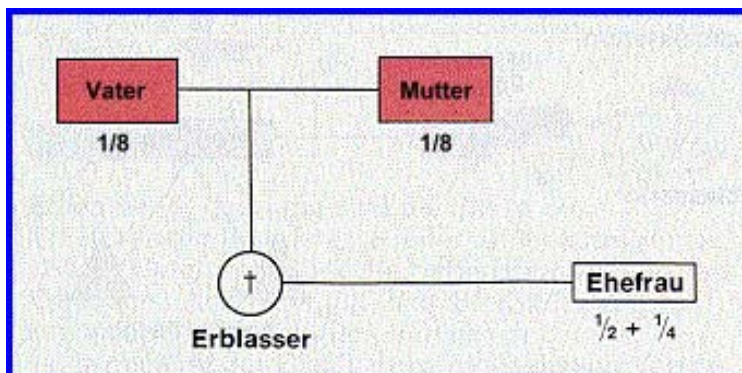 Vater
Mutter
1/8
1/8
†
Ehefrau
Erblasser
1/2 + 1/4